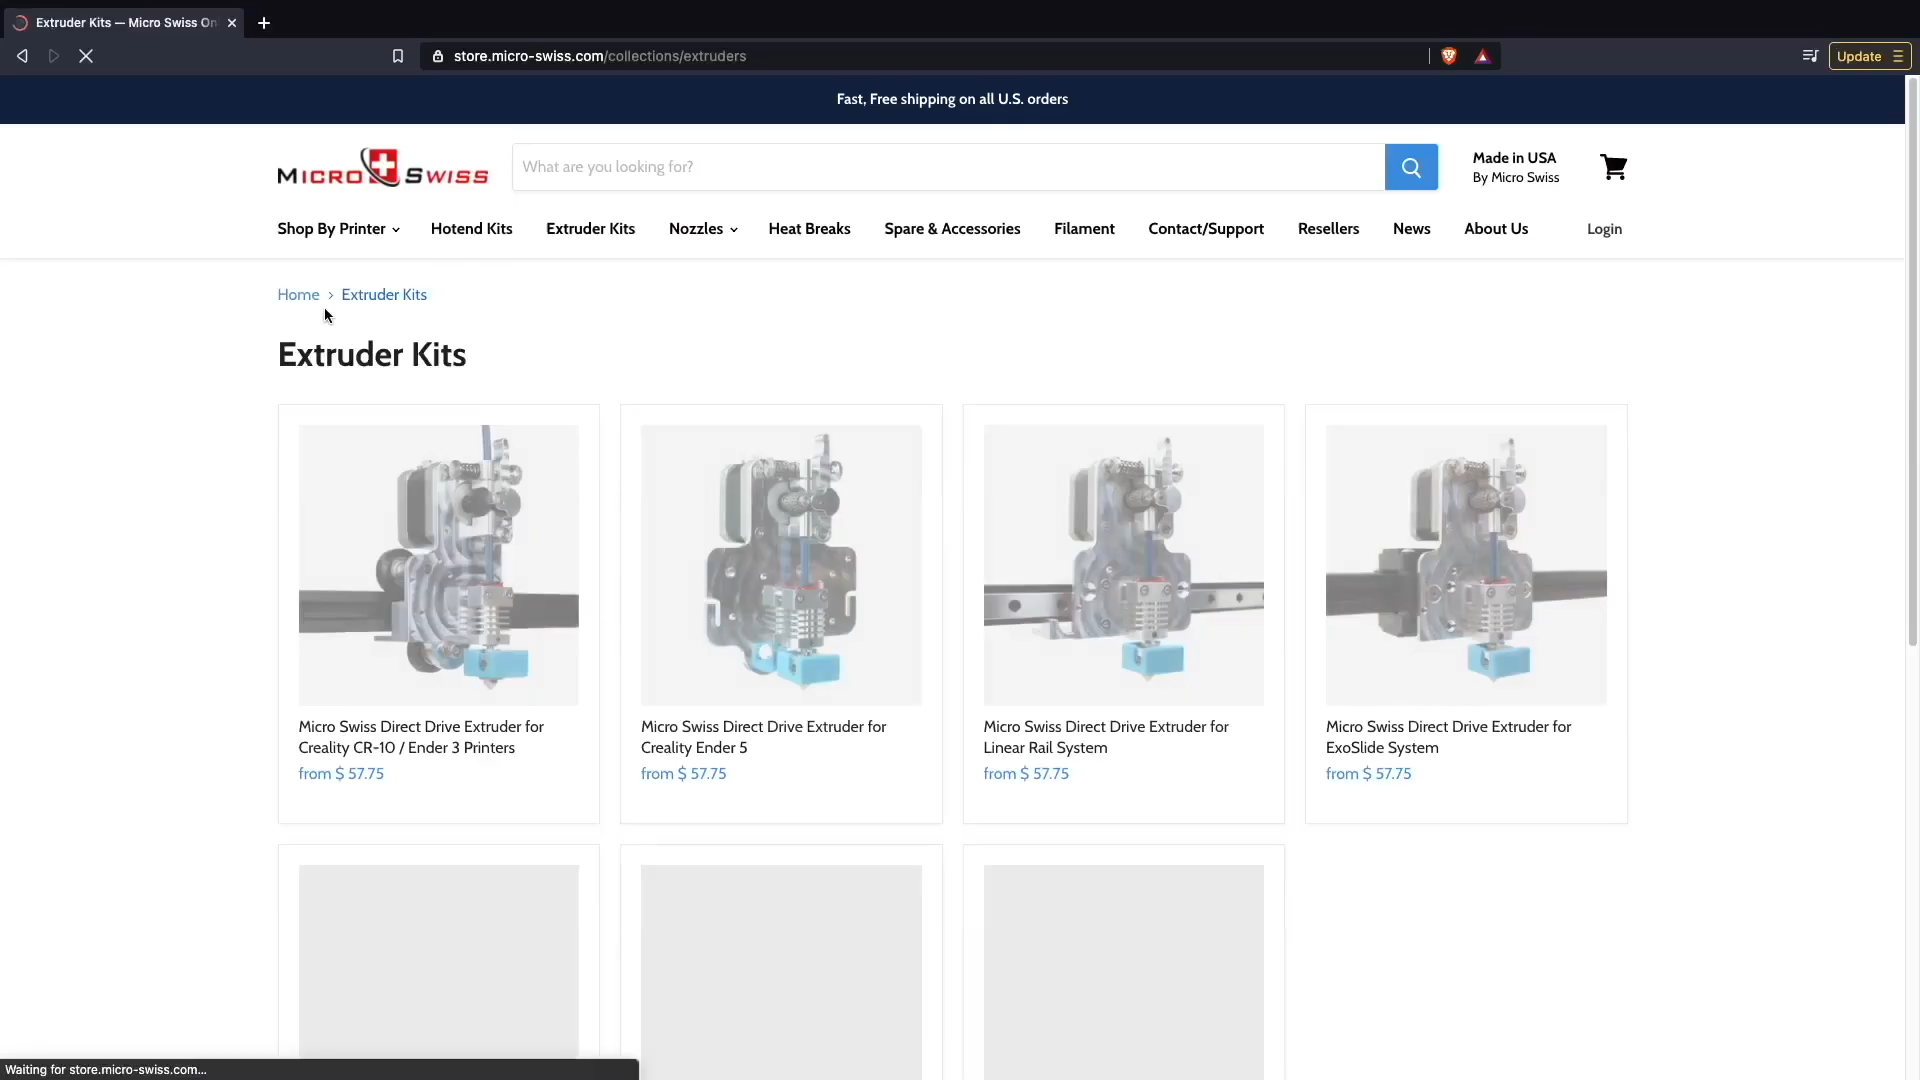 Extruder Kits — Micro Swiss On
store.micro-swiss.com/collections/extruders
Update
Fast, Free shipping on all U.S. orders
MICRO SWISS
What are you looking for?
Made in USA
By Micro Swiss
Shop By Printer
Hotend Kits
Extruder Kits
Nozzles
Heat Breaks
Spare & Accessories
Filament
Contact/Support
Resellers
News
About Us
Login
Home › Extruder Kits
Extruder Kits
Micro Swiss Direct Drive Extruder for
Creality CR-10 / Ender 3 Printers
from $ 57.75
Micro Swiss Direct Drive Extruder for
Creality Ender 5
from $ 57.75
Micro Swiss Direct Drive Extruder for
Linear Rail System
from $ 57.75
Micro Swiss Direct Drive Extruder for
ExoSlide System
from $ 57.75
Waiting for store.micro-swiss.com...